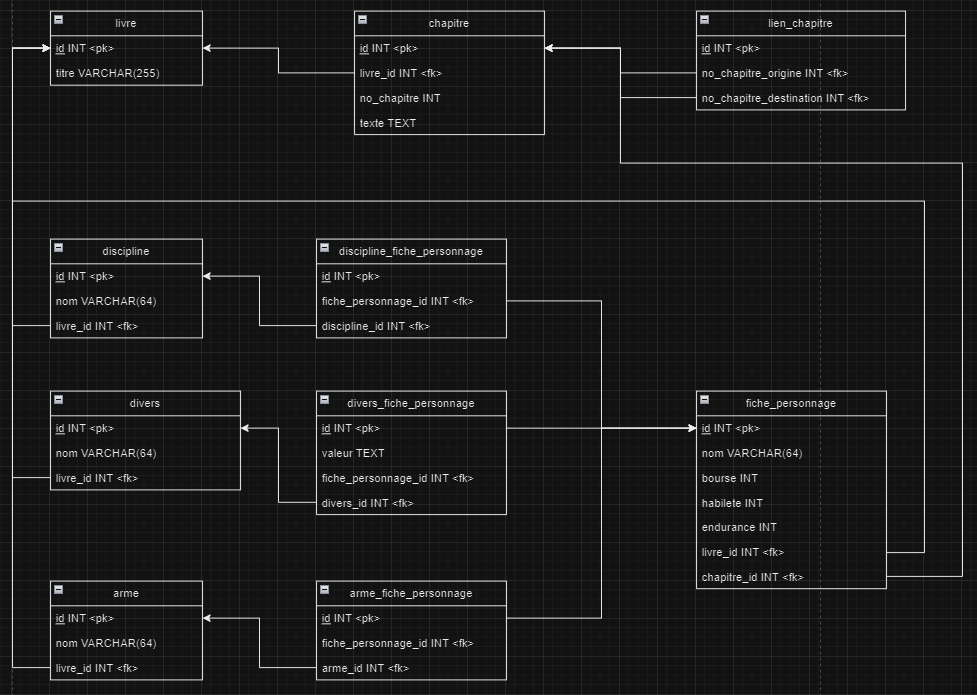 livre
id INT <pk>
titre VARCHAR(255)
chapitre
id INT <pk>
livre_id INT <fk>
no_chapitre INT
texte TEXT
lien_chapitre
id INT <pk>
no_chapitre_origine INT <fk>
no_chapitre_destination INT <fk>
discipline
id INT <pk>
nom VARCHAR(64)
livre_id INT <fk>
discipline_fiche_personnage
id INT <pk>
fiche_personnage_id INT <fk>
discipline_id INT <fk>
divers
id INT <pk>
nom VARCHAR(64)
livre_id INT <fk>
divers_fiche_personnage
id INT <pk>
valeur TEXT
fiche_personnage_id INT <fk>
divers_id INT <fk>
fiche_personnage
id INT <pk>
nom VARCHAR(64)
bourse INT
habilete INT
endurance INT
livre_id INT <fk>
chapitre_id INT <fk>
arme
id INT <pk>
nom VARCHAR(64)
livre_id INT <fk>
arme_fiche_personnage
id INT <pk>
fiche_personnage_id INT <fk>
arme_id INT <fk>